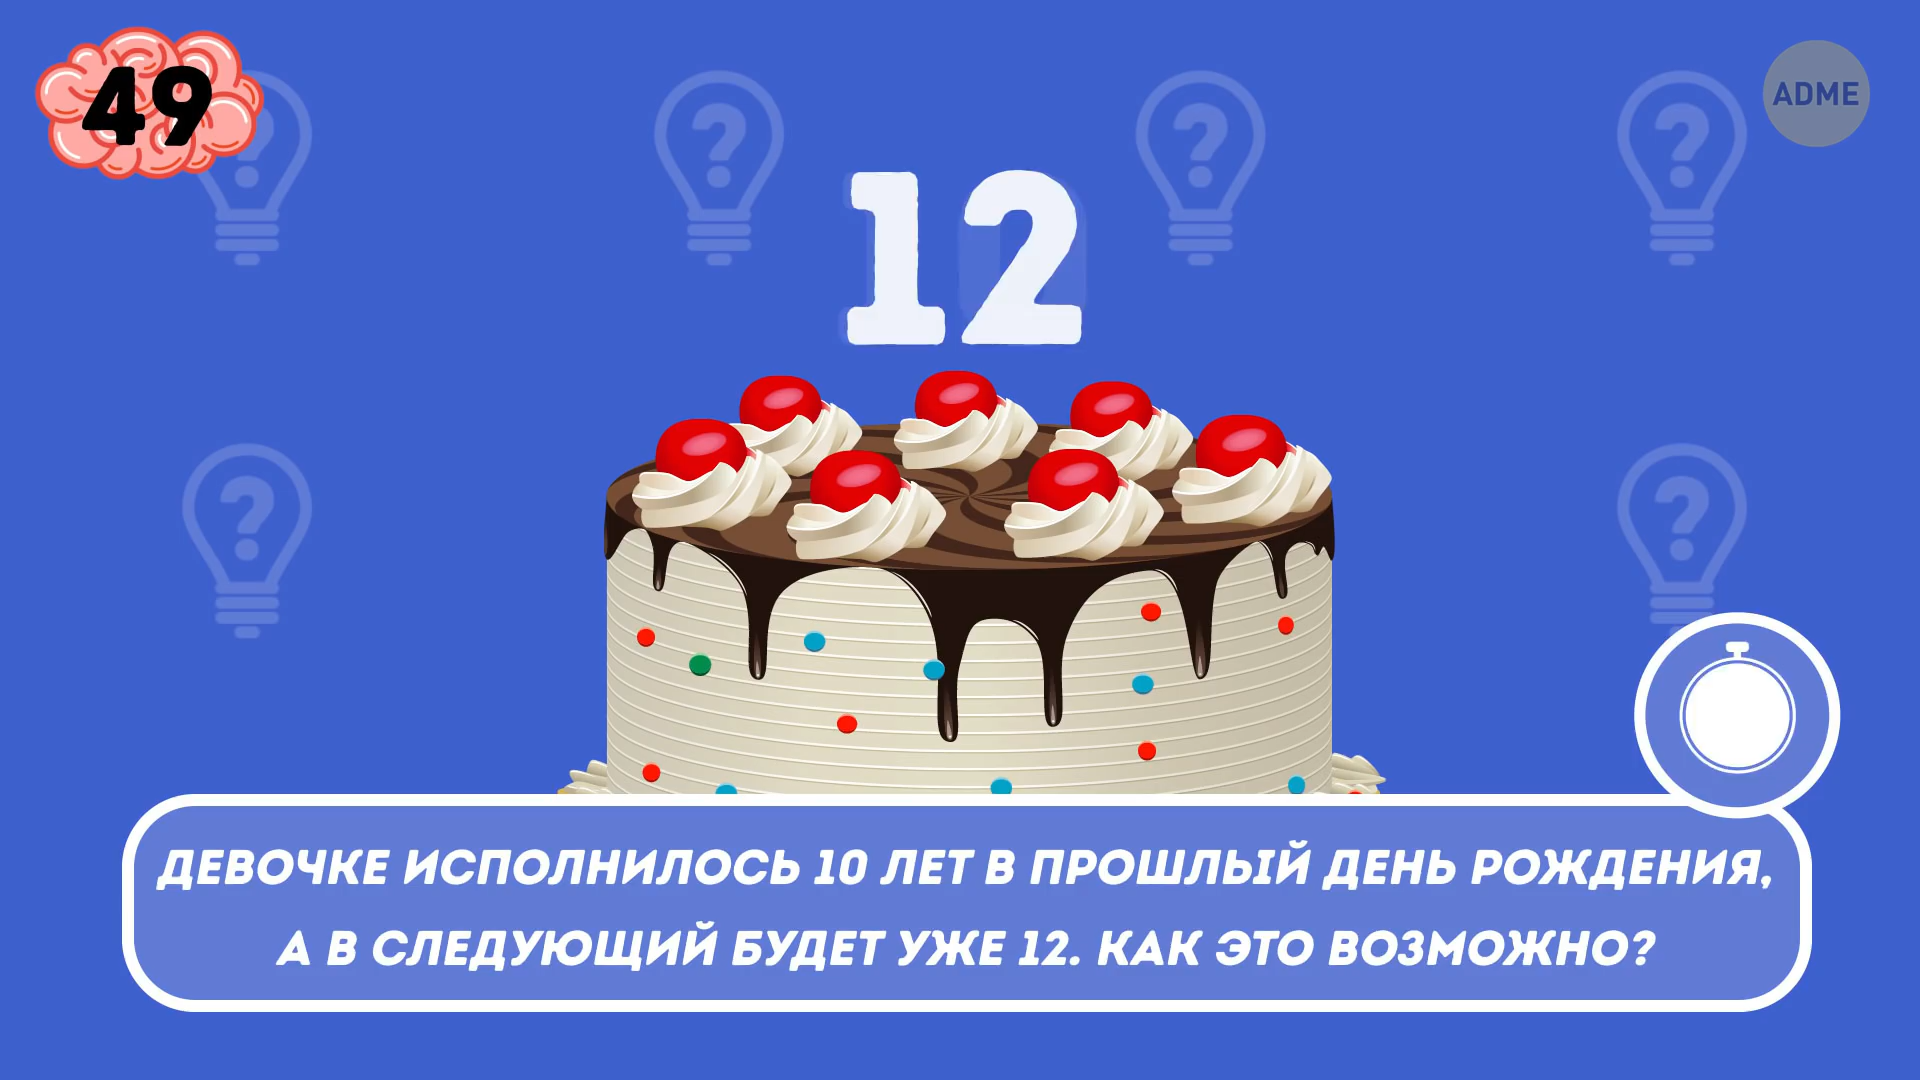 49
ADME
12
ДЕВОЧКЕ ИСПОЛНИЛОСЬ 10 ЛЕТ В ПРОШЛЫЙ ДЕНЬ РОЖДЕНИЯ,
А В СЛЕДУЮЩИЙ БУДЕТ УЖЕ 12. КАК ЭТО ВОЗМОЖНО?